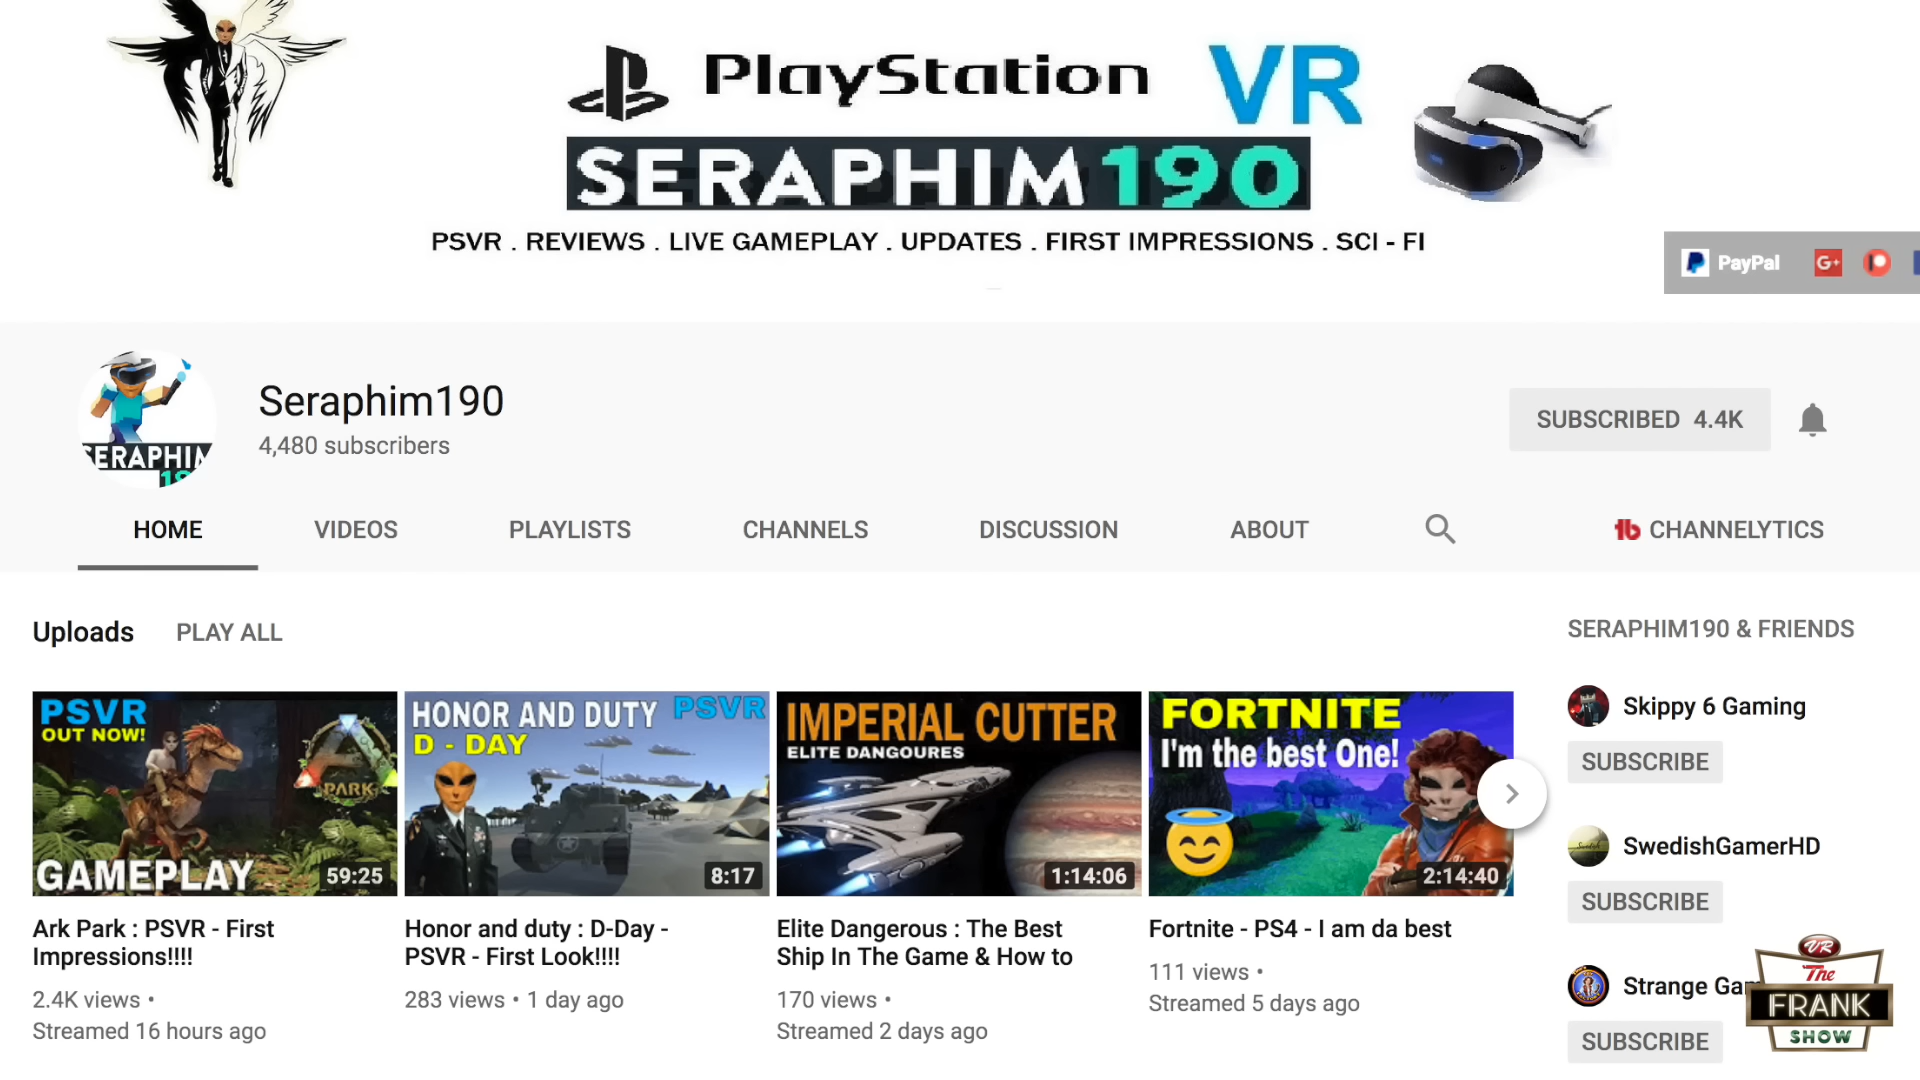 PlayStation VR
SERAPHIM190
PSVR . REVIEWS . LIVE GAMEPLAY . UPDATES . FIRST IMPRESSIONS . SCI - FI
PayPal G+
SERAPHIM
190
Seraphim190
4,480 subscribers
SUBSCRIBED 4.4K
HOME VIDEOS PLAYLISTS CHANNELS DISCUSSION ABOUT tb CHANNELYTICS
Uploads PLAY ALL
SERAPHIM190 & FRIENDS
PSVR
OUT NOW!
PARK
GAMEPLAY
59:25
HONOR AND DUTY PSVR
D - DAY
8:17
IMPERIAL CUTTER
ELITE DANGOURES
1:14:06
FORTNITE
I'm the best One!
2:14:40
Ark Park : PSVR - First
Impressions!!!!
2.4K views •
Streamed 16 hours ago
Honor and duty : D-Day -
PSVR - First Look!!!!
283 views • 1 day ago
Elite Dangerous : The Best
Ship In The Game & How to
170 views •
Streamed 2 days ago
Fortnite - PS4 - I am da best
111 views •
Streamed 5 days ago
Skippy 6 Gaming
SUBSCRIBE
SwedishGamerHD
SUBSCRIBE
Strange Gam
SUBSCRIBE
VR
The
FRANK
SHOW